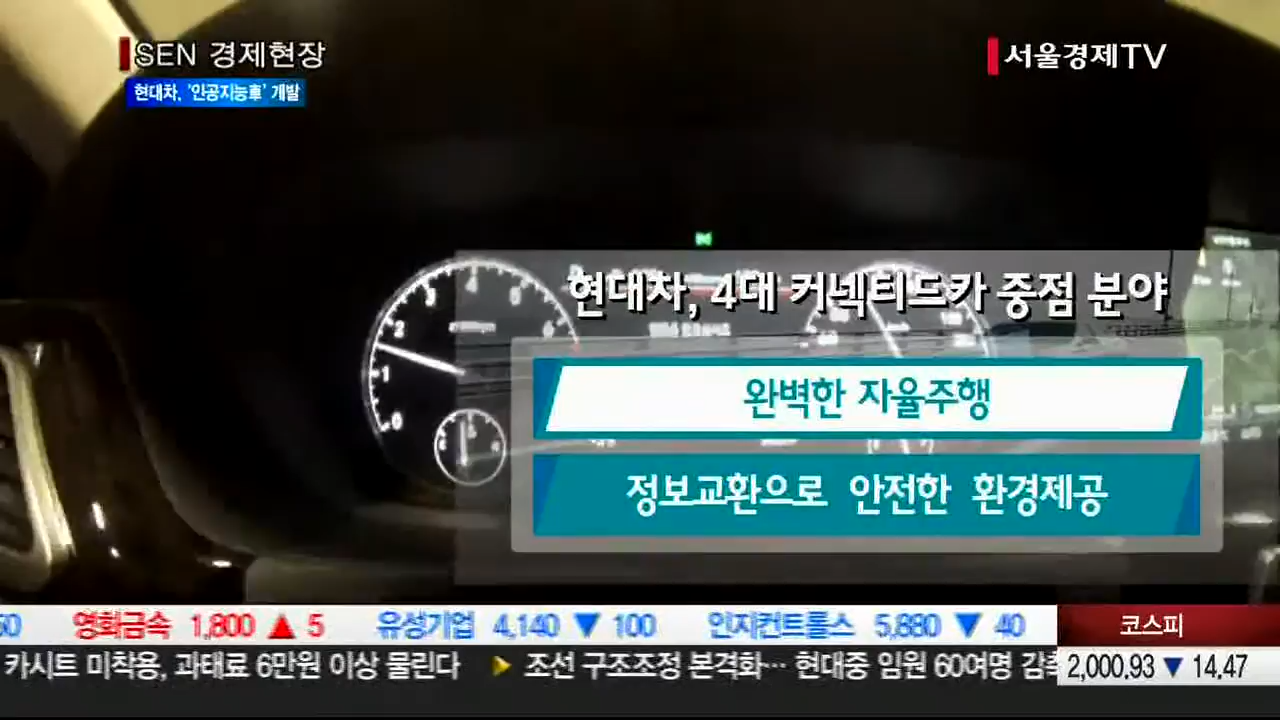 SEN 경제현장
서울경제TV
현대차, '인공지능車' 개발
현대차, 4대 커넥티드카 중점 분야
완벽한 자율주행
정보교환으로 안전한 환경제공
영화금속 1,800 ▲ 5 유성기업 4,140 ▼ 100 인지컨트롤스 5,880 ▼ 40
코스피
카시트 미착용, 과태료 6만원 이상 물린다 ▶ 조선 구조조정 본격화… 현대중 임원 60여명
2,000.93 ▼ 14.47